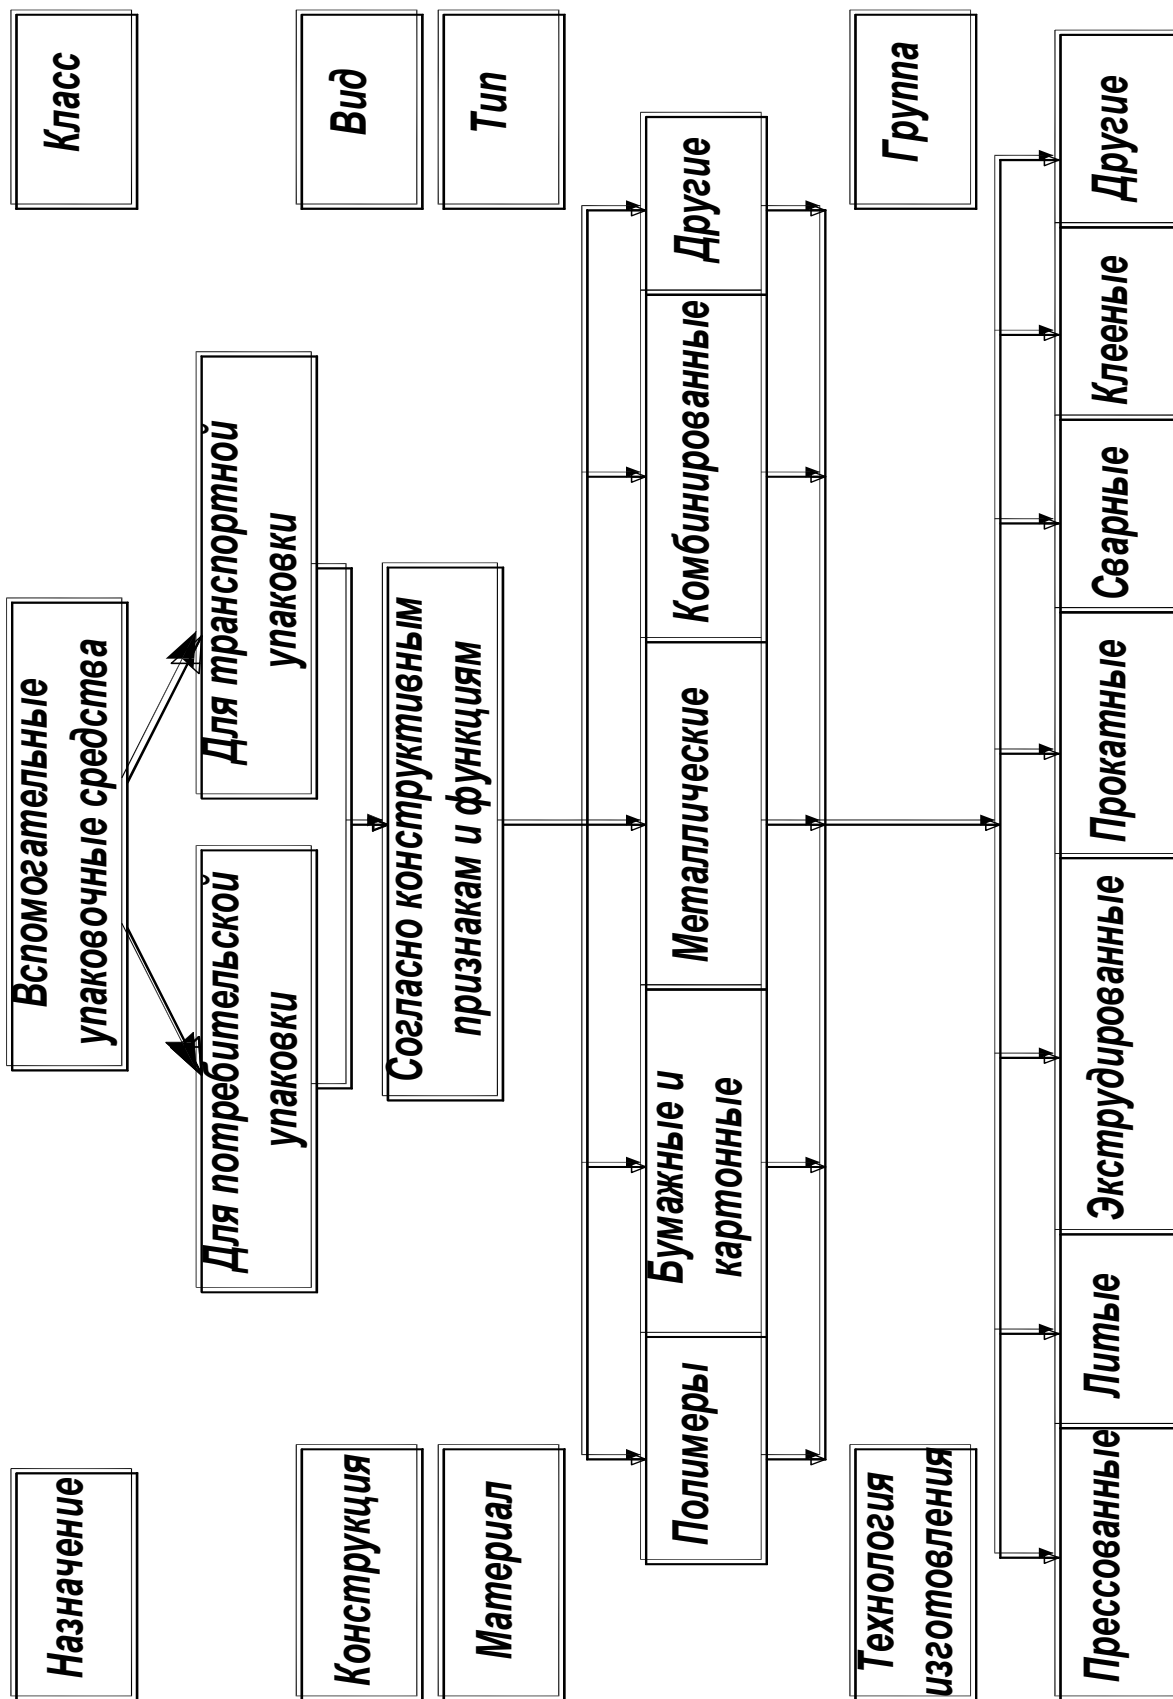 Назначение
Вспомогательные
упаковочные средства
Класс
Для потребительской
упаковки
Для транспортной
упаковки
Конструкция
Согласно конструктивным
признакам и функциям
Вид
Материал
Тип
Полимеры
Бумажные и
картонные
Металлические
Комбинированные
Другие
Технология
изготовления
Группа
Прессованные
Литые
Экструдированные
Прокатные
Сварные
Клееные
Другие